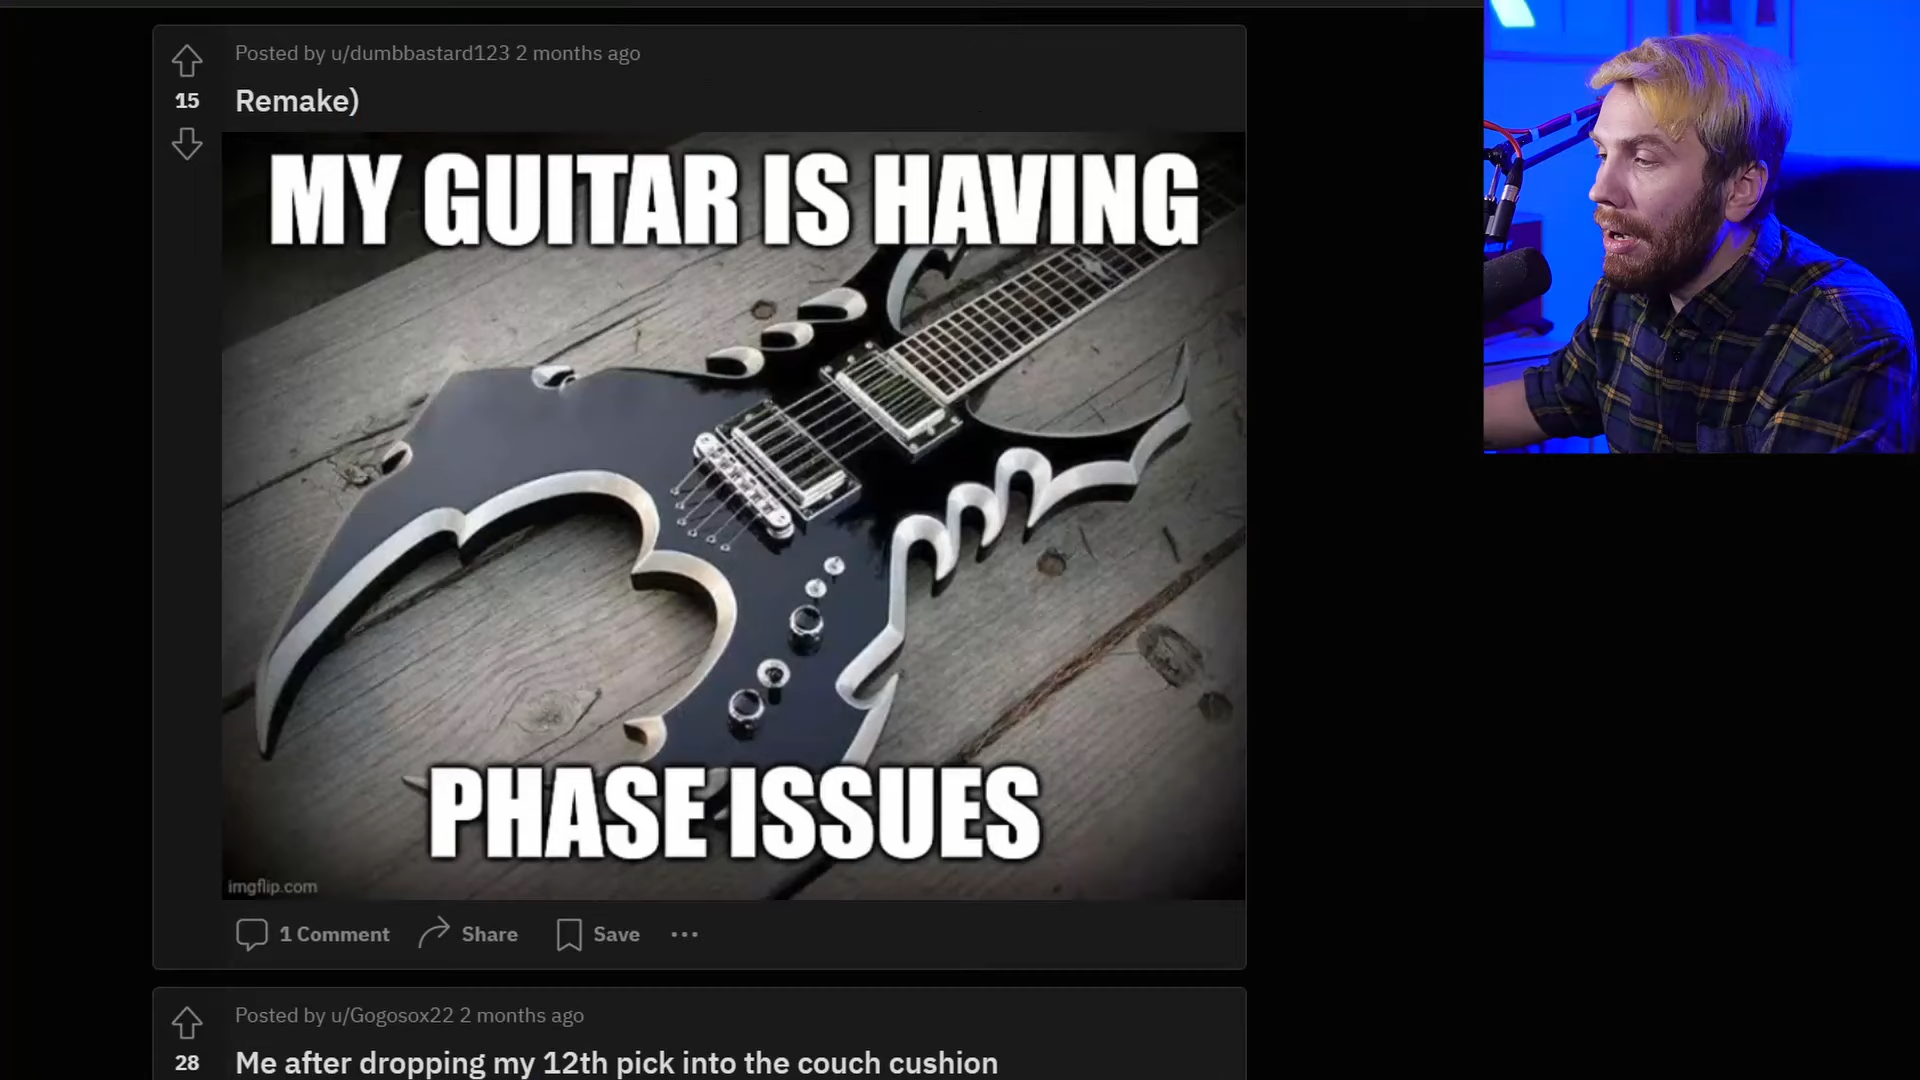 Posted by u/dumbbastard123 2 months ago
15
Remake)
MY GUITAR IS HAVING
PHASE ISSUES
imgflip.com
1 Comment
Share
Save
Posted by u/Gogosox22 2 months ago
28
Me after dropping my 12th pick into the couch cushion